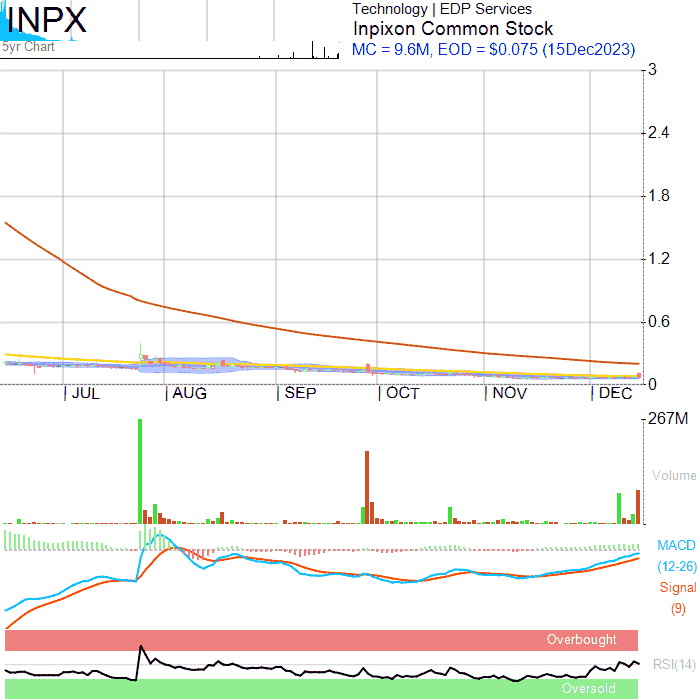 INPX
5yr Chart
Technology | EDP Services
Inpixon Common Stock
MC = 9.6M, EOD = $0.075 (15Dec2023)
3
2.4
1.8
1.2
0.6
0
JUL AUG SEP OCT NOV DEC
267M
Volume
MACD
(12-26)
Signal
(9)
Overbought
RSI(14)
Oversold